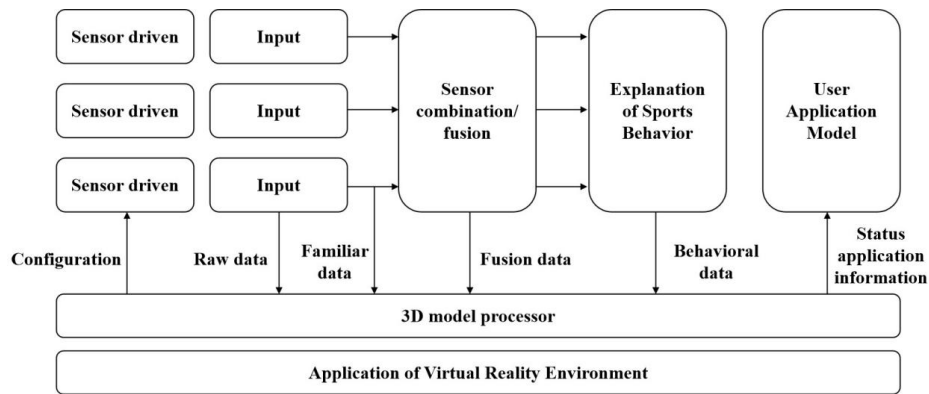 Sensor driven
Input
Sensor driven
Input
Sensor driven
Input
Sensor
combination/
fusion
Explanation
of Sports
Behavior
User
Application
Model
Configuration
Raw data
Familiar
data
Fusion data
Behavioral
data
Status
application
information
3D model processor
Application of Virtual Reality Environment